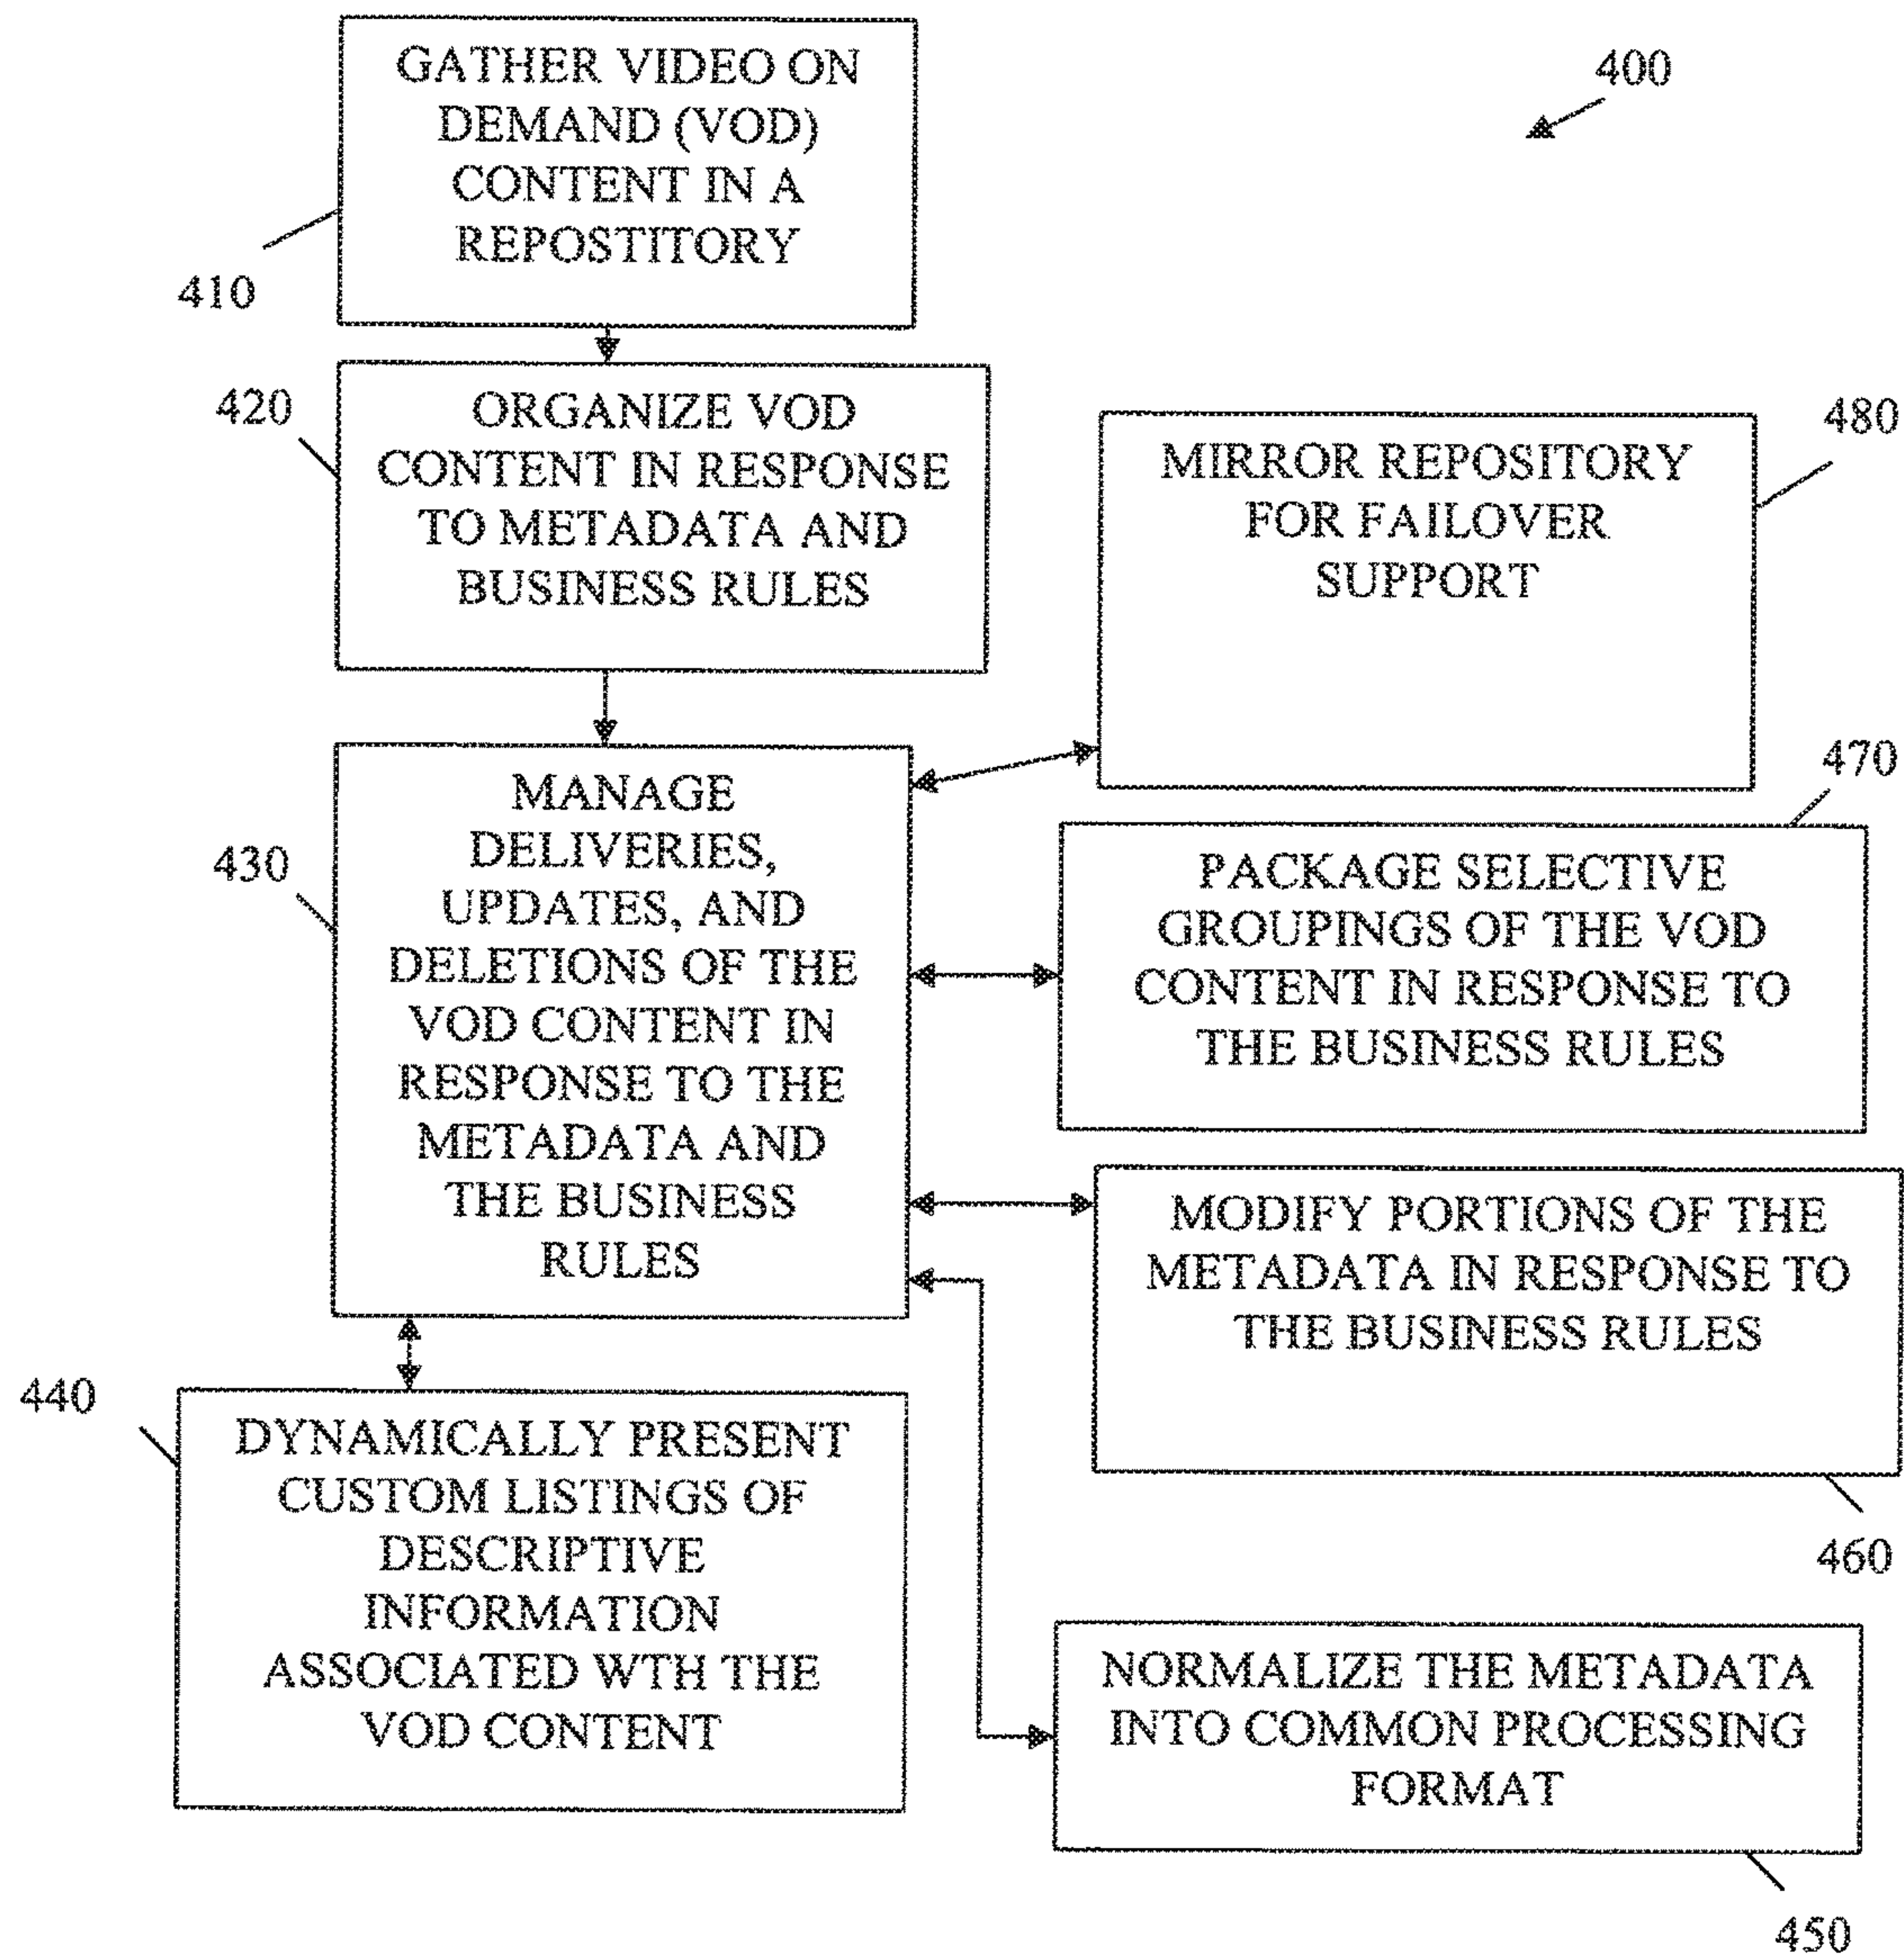 GATHER VIDEO ON
DEMAND (VOD)
CONTENT IN A
REPOSTITORY
400
410
420
ORGANIZE VOD
CONTENT IN RESPONSE
TO METADATA AND
BUSINESS RULES
480
MIRROR REPOSITORY
FOR FAILOVER
SUPPORT
430
MANAGE
DELIVERIES,
UPDATES, AND
DELETIONS OF THE
VOD CONTENT IN
RESPONSE TO THE
METADATA AND
THE BUSINESS
RULES
470
PACKAGE SELECTIVE
GROUPINGS OF THE VOD
CONTENT IN RESPONSE TO
THE BUSINESS RULES
MODIFY PORTIONS OF THE
METADATA IN RESPONSE TO
THE BUSINESS RULES
460
440
DYNAMICALLY PRESENT
CUSTOM LISTINGS OF
DESCRIPTIVE
INFORMATION
ASSOCIATED WTH THE
VOD CONTENT
NORMALIZE THE METADATA
INTO COMMON PROCESSING
FORMAT
450